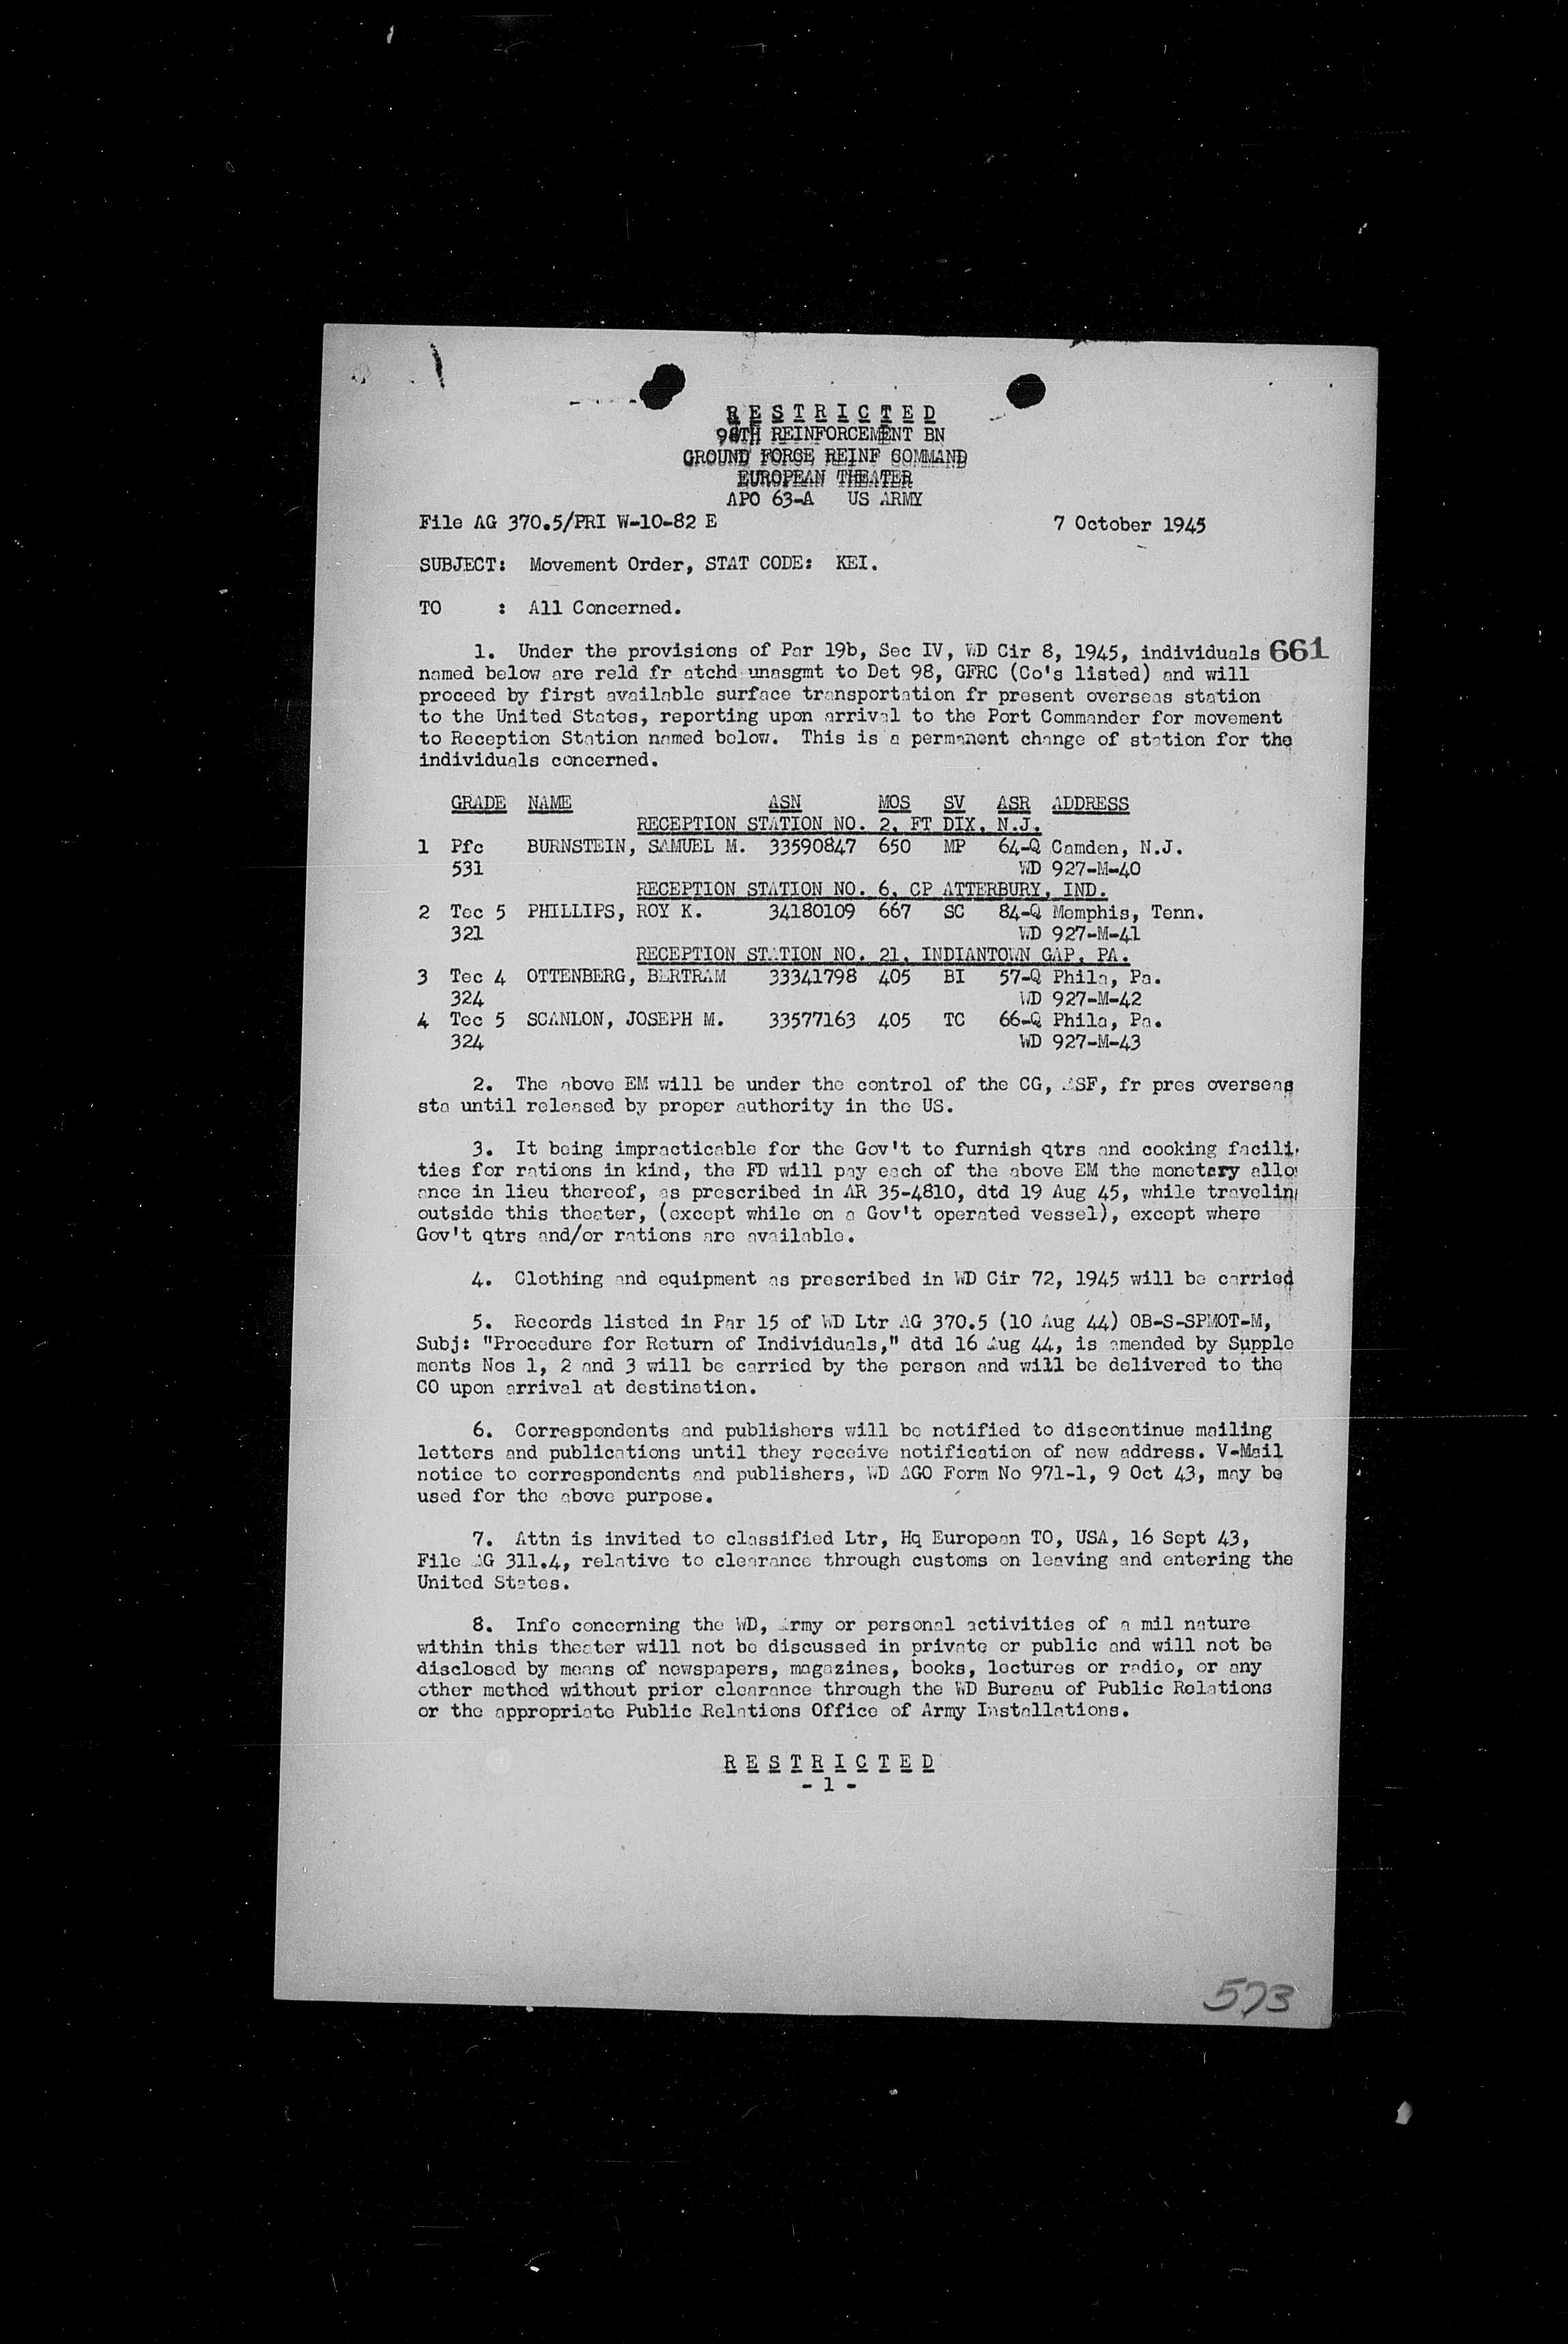 R E S T R I C T E D
98TH REINFORCEMENT BN
GROUND FORCE REINF COMMAND
EUROPEAN THEATER
APO 63-A US ARMY
File AG 370.5/PRI W-10-82 E 7 October 1945
SUBJECT: Movement Order, STAT CODE: KEI.
TO : All Concerned.
1. Under the provisions of Par 19b, Sec IV, WD Cir 8, 1945, individuals 661
named below are reld fr atchd unasgmt to Det 98, GFRC (Co's listed) and will
proceed by first available surface transportation fr present overseas station
to the United States, reporting upon arrival to the Port Commander for movement
to Reception Station named below. This is a permanent change of station for the
individuals concerned.
GRADE NAME ASN MOS SV ASR ADDRESS
RECEPTION STATION NO. 2, FT DIX, N.J.
1 Pfc BURNSTEIN, SAMUEL M. 33590847 650 MP 64-Q Camden, N.J.
531 WD 927-M-40
RECEPTION STATION NO. 6, CP ATTERBURY, IND.
2 Tec 5 PHILLIPS, ROY K. 34180109 667 SC 84-Q Memphis, Tenn.
321 WD 927-M-41
RECEPTION STATION NO. 21, INDIANTOWN GAP, PA.
3 Tec 4 OTTENBERG, BERTRAM 33341798 405 BI 57-Q Phila, Pa.
324 WD 927-M-42
4 Tec 5 SCANLON, JOSEPH M. 33577163 405 TC 66-Q Phila, Pa.
324 WD 927-M-43
2. The above EM will be under the control of the CG, ASF, fr pres overseas
sta until released by proper authority in the US.
3. It being impracticable for the Gov't to furnish qtrs and cooking facili
ties for rations in kind, the FD will pay each of the above EM the monetary allo
ance in lieu thereof, as prescribed in AR 35-4810, dtd 19 Aug 45, while travelin
outside this theater, (except while on a Gov't operated vessel), except where
Gov't qtrs and/or rations are available.
4. Clothing and equipment as prescribed in WD Cir 72, 1945 will be carried
5. Records listed in Par 15 of WD Ltr AG 370.5 (10 Aug 44) OB-S-SPMOT-M,
Subj: "Procedure for Return of Individuals," dtd 16 Aug 44, is amended by Supple
ments Nos 1, 2 and 3 will be carried by the person and will be delivered to the
CO upon arrival at destination.
6. Correspondents and publishers will be notified to discontinue mailing
letters and publications until they receive notification of new address. V-Mail
notice to correspondents and publishers, WD AGO Form No 971-1, 9 Oct 43, may be
used for the above purpose.
7. Attn is invited to classified Ltr, Hq European TO, USA, 16 Sept 43,
File AG 311.4, relative to clearance through customs on leaving and entering the
United States.
8. Info concerning the WD, Army or personal activities of a mil nature
within this theater will not be discussed in private or public and will not be
disclosed by means of newspapers, magazines, books, lectures or radio, or any
other method without prior clearance through the WD Bureau of Public Relations
or the appropriate Public Relations Office of Army Installations.
R E S T R I C T E D
- 1 -
573